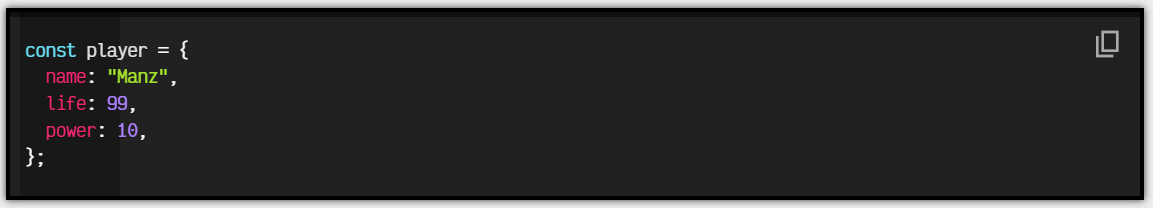 const player = {
  name: "Manz",
  life: 99,
  power: 10,
};